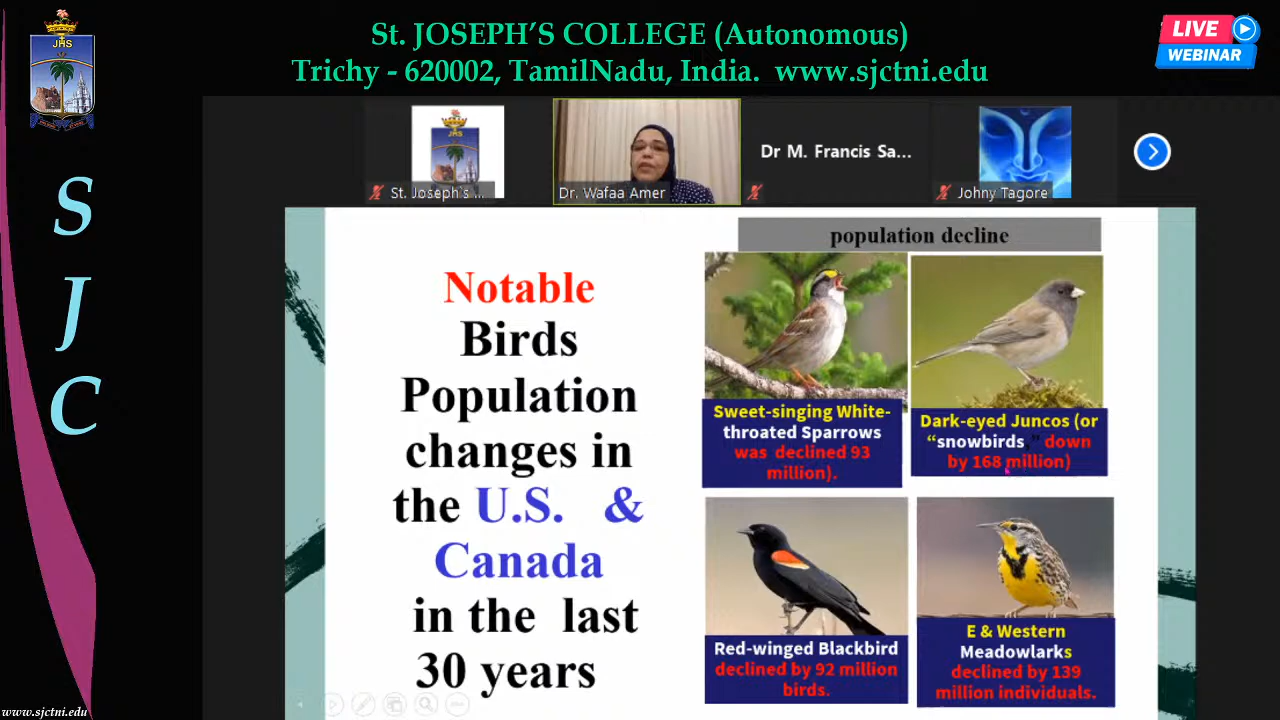 St. JOSEPH'S COLLEGE (Autonomous)
Trichy - 620002, TamilNadu, India.  www.sjctni.edu
LIVE
WEBINAR
JHS
S
J
C
JHS
St. Joseph's ...
Dr. Wafaa Amer
Dr M. Francis Sa...
Johny Tagore
population decline
Notable
Birds
Population
changes in
the U.S. &
Canada
in the last
30 years
Sweet-singing White-
throated Sparrows
was declined 93
million).
Dark-eyed Juncos (or
“snowbirds,” down
by 168 million)
Red-winged Blackbird
declined by 92 million
birds.
E & Western
Meadowlarks
declined by 139
million individuals.
www.sjctni.edu